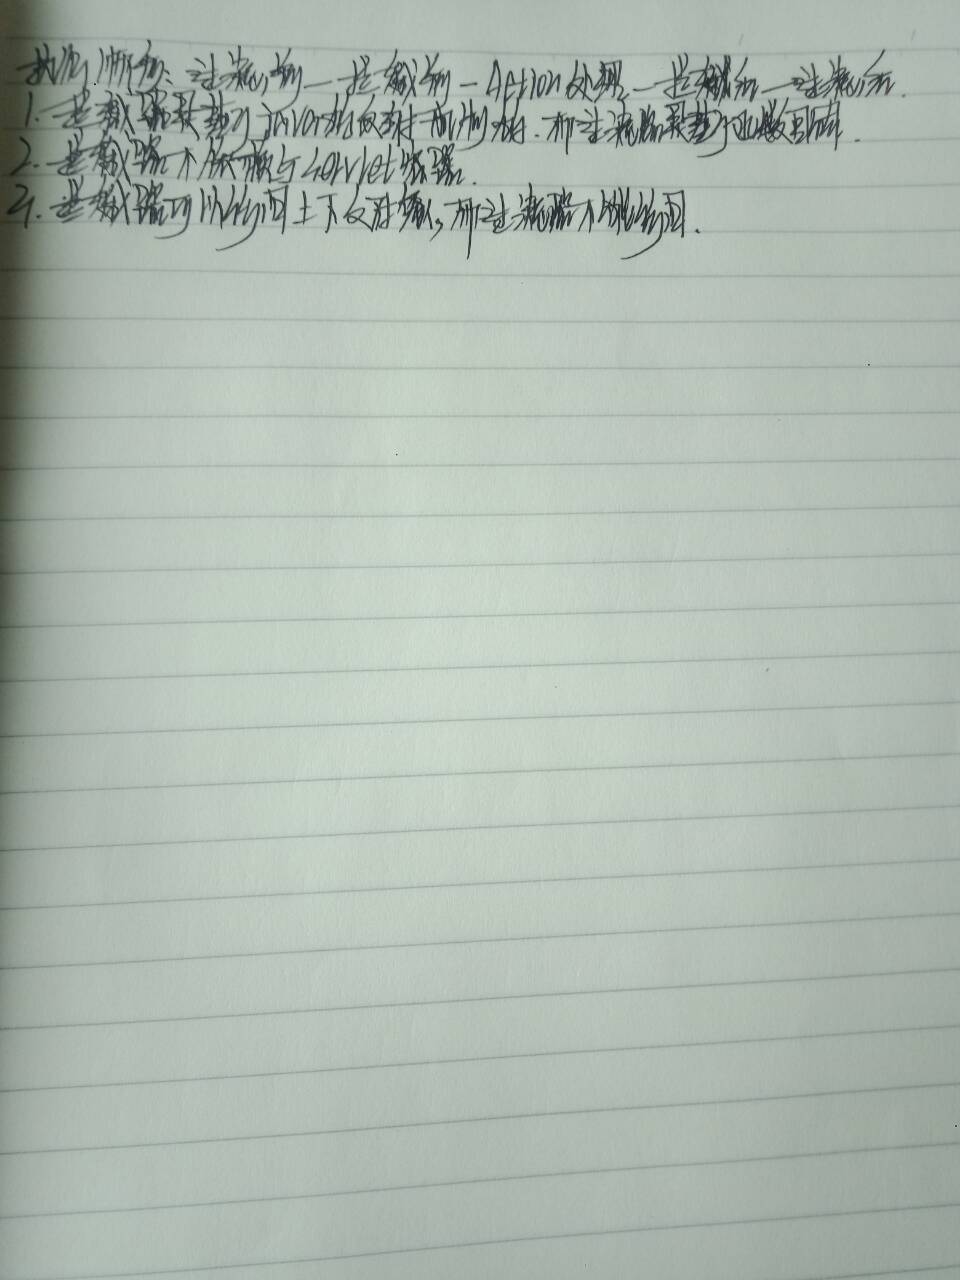 执行顺序: 过滤前—拦截前—Action处理—拦截后—过滤后.
1. 拦截器是基于java的反射机制的. 而过滤器是基于函数回调.
2. 拦截器不依赖与Servlet容器.
3. 拦截器可以访问上下文对象, 而过滤器不能访问.